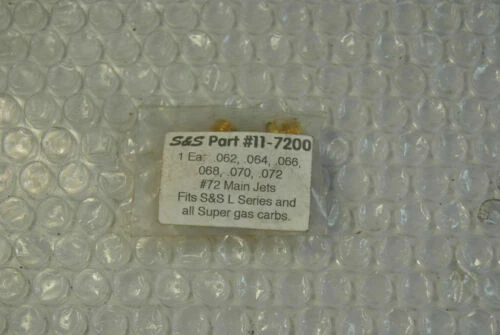 S&S Part #11-7200
1 Ea: .062, .064, .066,
.068, .070, .072
#72 Main Jets
Fits S&S L Series and
all Super gas carbs.